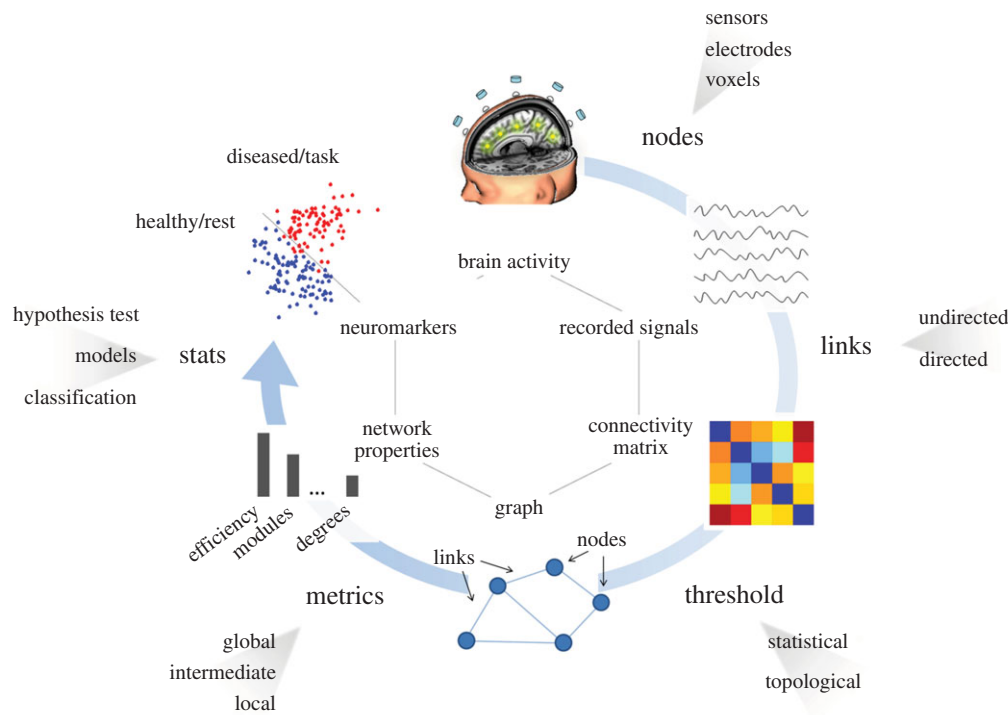 sensors
electrodes
voxels
nodes
diseased/task
healthy/rest
brain activity
hypothesis test
models
classification
stats
neuromarkers
recorded signals
links
undirected
directed
network
properties
connectivity
matrix
graph
...
efficiency
modules
degrees
links
nodes
metrics
threshold
global
intermediate
local
statistical
topological